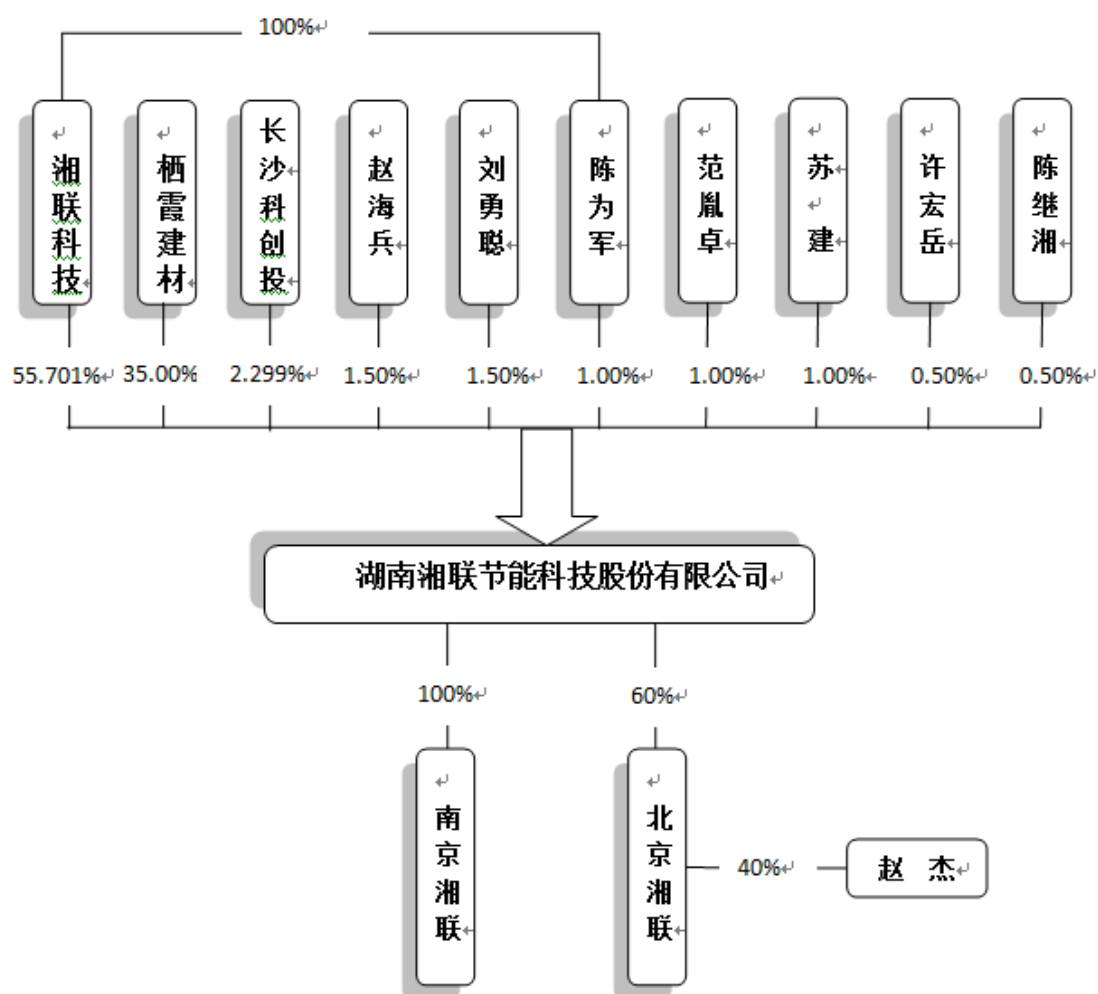 100%
湘联科技
栖霞建材
长沙科创投
赵海兵
刘勇聪
陈为军
范胤卓
苏建
许宏岳
陈继湘
55.701%
35.00%
2.299%
1.50%
1.50%
1.00%
1.00%
1.00%
0.50%
0.50%
湖南湘联节能科技股份有限公司
100%
60%
南京湘联
北京湘联
40%
赵 杰